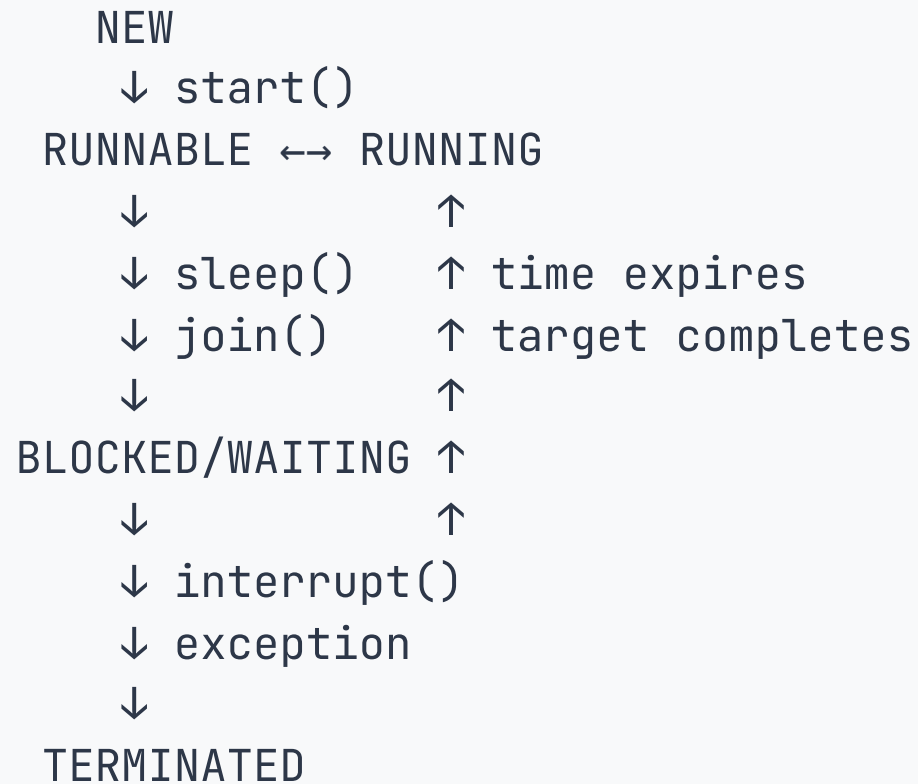 NEW
↓ start()
RUNNABLE ←→ RUNNING
↓ ↑
↓ sleep() ↑ time expires
↓ join() ↑ target completes
↓ ↑
BLOCKED/WAITING ↑
↓ ↑
↓ interrupt()
↓ exception
↓
TERMINATED